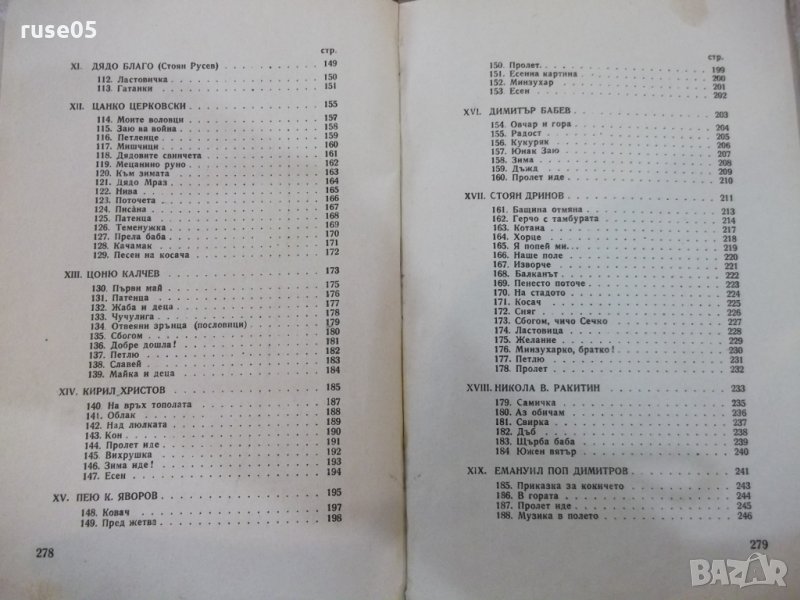 ruse05
стр.
XI. ДЯДО БЛАГО (Стоян Русев) 149
112. Ластовичка 150
113. Гатанки 151
XII. ЦАНКО ЦЕРКОВСКИ 155
114. Моите воловци 157
115. Заю на война 158
116. Петленце 159
117. Мишчици 160
118. Дядовите свинчета 161
119. Мецанино руно 162
120. Към зимата 163
121. Дядо Мраз 164
122. Нива 165
123. Поточета 166
124. Писа̀на 167
125. Патенца 168
126. Теменужка 169
127. Прела баба 170
128. Качамак 171
129. Песен на косача 172
XIII. ЦОНЮ КАЛЧЕВ 173
130. Първи май 175
131. Патенца 176
132. Жаба и деца 177
133. Чучулига 178
134. Отвеяни зрънца (пословици) 179
135. Сбогом 180
136. Добре дошла! 181
137. Петлю 182
138. Славей 183
139. Майка и деца 184
XIV. КИРИЛ ХРИСТОВ 185
140. На връх тополата 187
141. Облак 188
142. Над люлката 189
143. Кон 190
144. Пролет иде 191
145. Вихрушка 192
146. Зима иде! 193
147. Есен 194
XV. ПЕЮ К. ЯВОРОВ 195
148. Ковач 197
149. Пред жетва 198
278
стр.
150. Пролет. 199
151. Есенна картина 200
152. Минзухар 201
153. Есен 202
XVI. ДИМИТЪР БАБЕВ 203
154. Овчар и гора 204
155. Радост 205
156. Кукуряк 206
157. Юнак Заю 207
158. Зима 208
159. Дъжд 209
160. Пролет иде 210
XVII. СТОЯН ДРИНОВ 211
161. Бащина отмяна 213
162. Герчо с тамбурата 214
163. Котана 217
164. Хорце 218
165. Я попей ми. 219
166. Наше поле 220
167. Изворче 221
168. Балканът 222
169. Пенесто поточе 223
170. На стадото 224
171. Косач 225
172. Сняг 226
173. Сбогом, чичо Сечко 227
174. Ластовица 228
175. Желание 229
176. Минзухарко, братко! 230
177. Петлю 231
178. Пролет 232
XVIII. НИКОЛА В. РАКИТИН 233
179. Самичка 235
180. Аз обичам 236
181. Свирка 237
182. Дъб 238
183. Щърба баба 239
184 Южен вятър 240
XIX. ЕМАНУИЛ ПОП ДИМИТРОВ 241
185. Приказка за кокичето 243
186. В гората 244
187. Пролет иде 245
188. Музика в полето 246
279
BAZAR